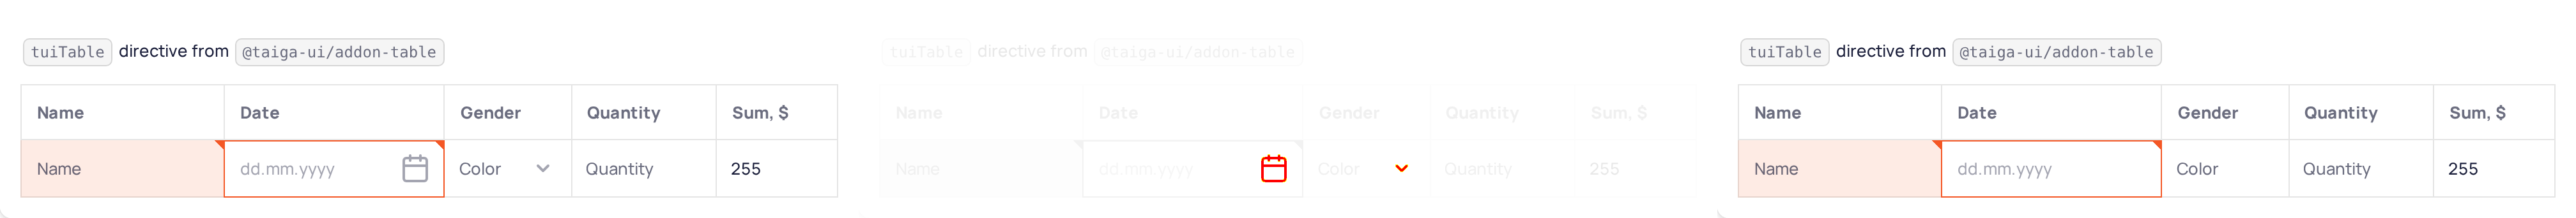 tuiTable directive from @taiga-ui/addon-table
Name Date Gender Quantity Sum, $
Name dd.mm.yyyy Color Quantity 255
tuiTable directive from @taiga-ui/addon-table
Name Date Gender Quantity Sum, $
Name dd.mm.yyyy Color Quantity 255
tuiTable directive from @taiga-ui/addon-table
Name Date Gender Quantity Sum, $
Name dd.mm.yyyy Color Quantity 255